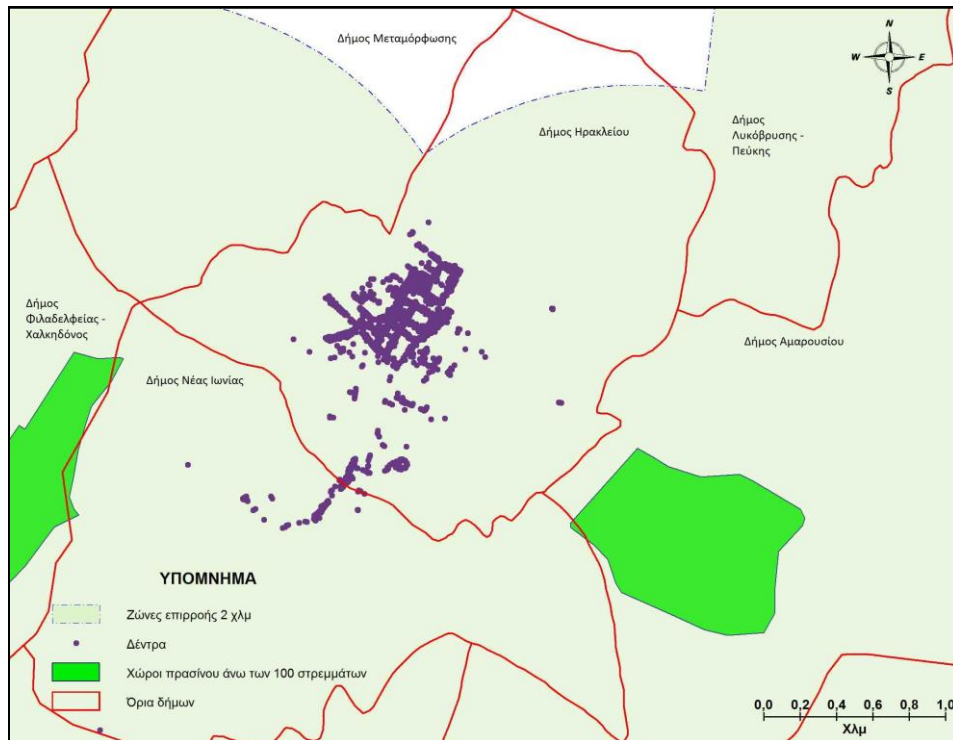 Δήμος Μεταμόρφωσης
N
W E
S
Δήμος Ηρακλείου
Δήμος
Λυκόβρυσης -
Πεύκης
Δήμος
Φιλαδελφείας -
Χαλκηδόνος
Δήμος Αμαρουσίου
Δήμος Νέας Ιωνίας
ΥΠΟΜΝΗΜΑ
Ζώνες επιρροής 2 χλμ
Δέντρα
Χώροι πρασίνου άνω των 100 στρεμμάτων
Όρια δήμων
0,0 0,2 0,4 0,6 0,8 1,0
Χλμ